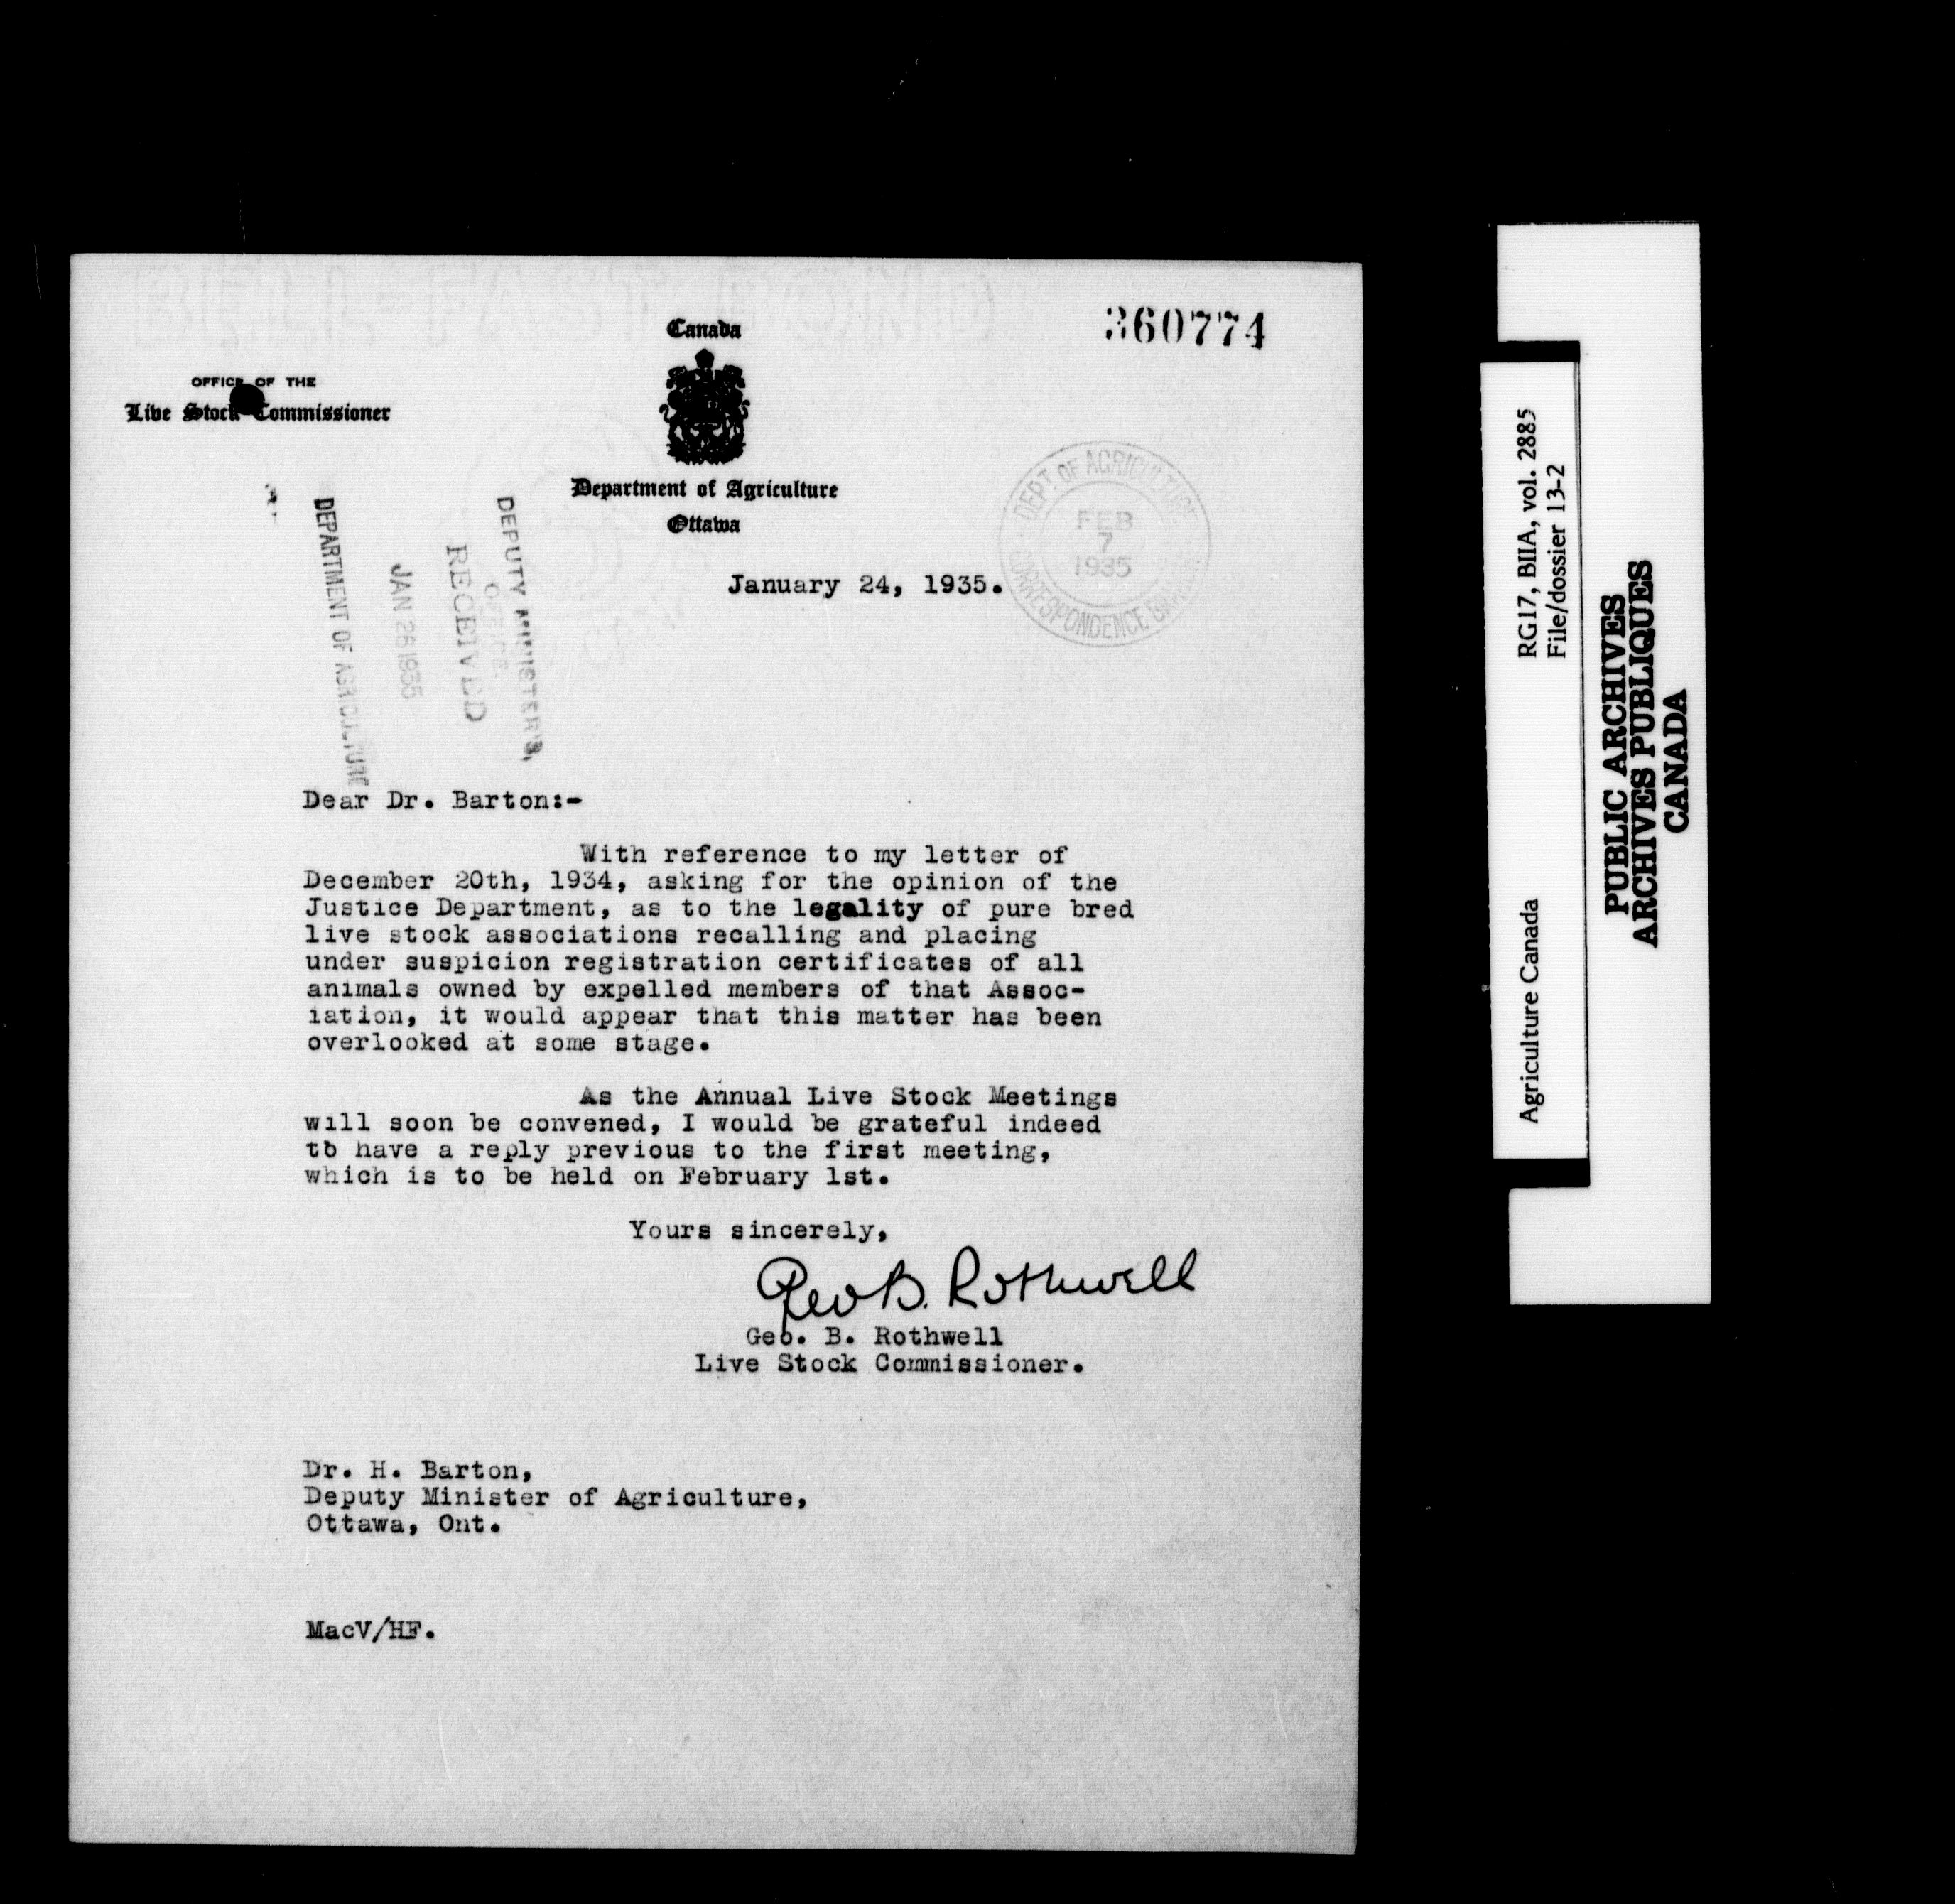 BELL-FAST BOND
Canada
360774
OFFICE OF THE
Live Stock Commissioner
Department of Agriculture
Ottawa
DEPT. OF AGRICULTURE
FEB
7
1935
CORRESPONDENCE BRANCH
DEPUTY MINISTER'S
OFFICE
RECEIVED
JAN 26 1935
DEPARTMENT OF AGRICULTURE
January 24, 1935.
Dear Dr. Barton:-
With reference to my letter of
December 20th, 1934, asking for the opinion of the
Justice Department, as to the legality of pure bred
live stock associations recalling and placing
under suspicion registration certificates of all
animals owned by expelled members of that Assoc-
iation, it would appear that this matter has been
overlooked at some stage.
As the Annual Live Stock Meetings
will soon be convened, I would be grateful indeed
to have a reply previous to the first meeting,
which is to be held on February 1st.
Yours sincerely,
Geo B. Rothwell
Geo. B. Rothwell
Live Stock Commissioner.
Dr. H. Barton,
Deputy Minister of Agriculture,
Ottawa, Ont.
MacV/HF.
Agriculture Canada
RG17, BIIA, vol. 2885
File/dossier 13-2
PUBLIC ARCHIVES
ARCHIVES PUBLIQUES
CANADA